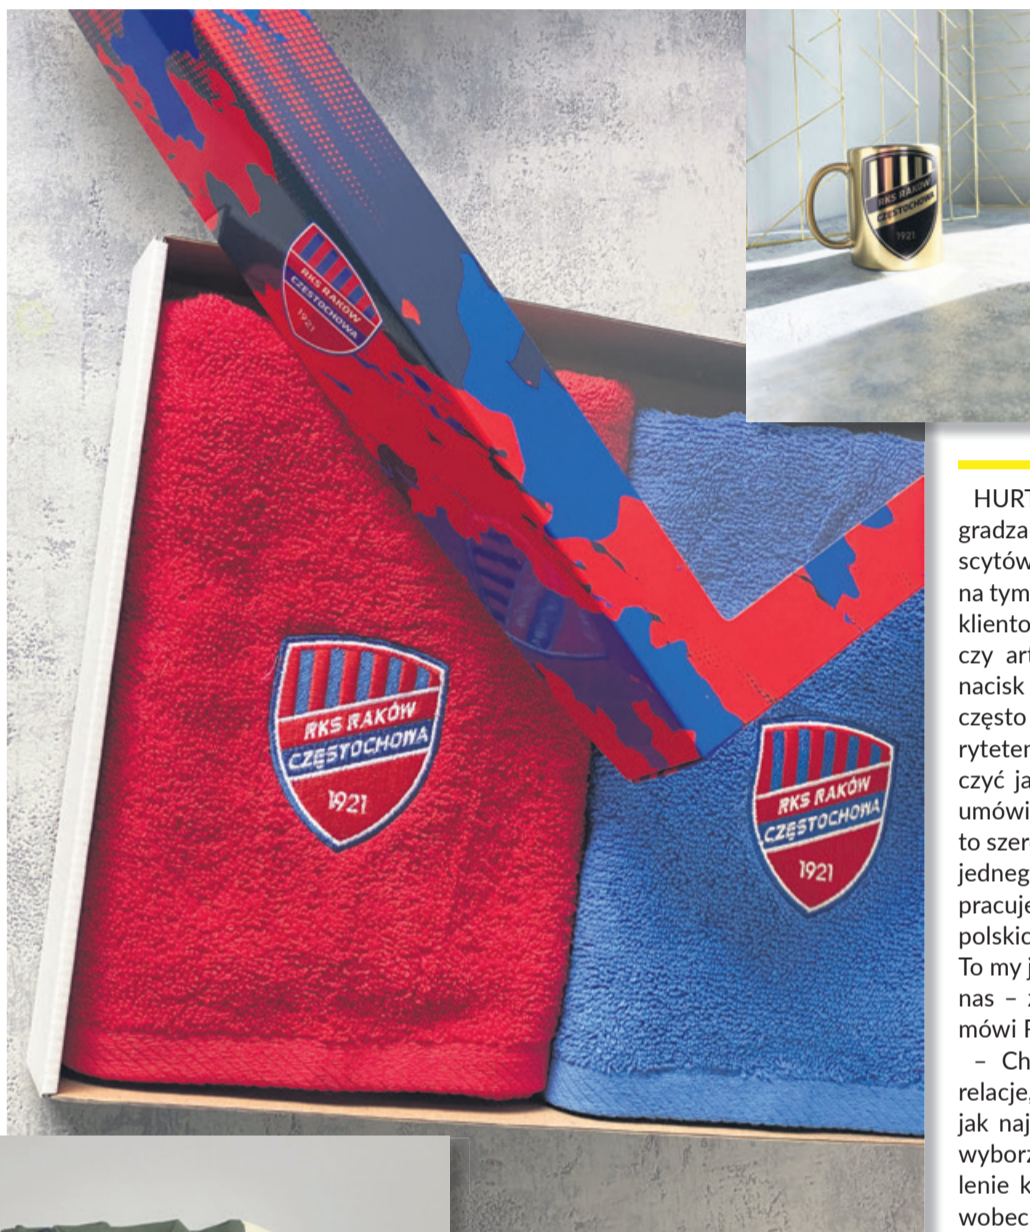 RKS RAKÓW
CZĘSTOCHOWA
1921
RKS RAKÓW
CZĘSTOCHOWA
1921
RKS RAKÓW
CZĘSTOCHOWA
1921
RKS RAKÓW
CZĘSTOCHOWA
1921
HURT
gradza
scytów
na tym
kliento
czy art
nacisk
często
ryteter
czyć ja
umówi
to szer
jedneg
pracuje
polskic
To my j
nas – z
mówi P
– Ch
relacje,
jak naj
wyborz
lenie k
wobec